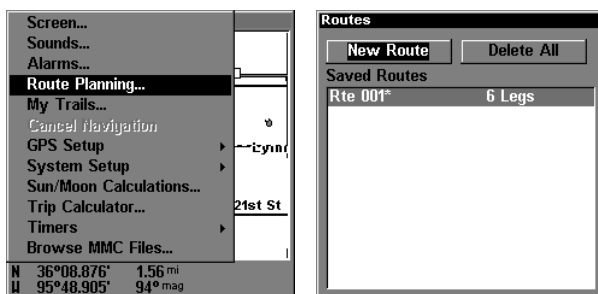 Screen...
Sounds...
Alarms...
Route Planning...
My Trails...
Cancel Navigation
GPS Setup
System Setup
Sun/Moon Calculations...
Trip Calculator...
Timers
Browse MMC Files...
21st St
N 36°08.876' 1.56 mi
W 95°48.905' 94° mag
Routes
New Route Delete All
Saved Routes
Rte 001* 6 Legs